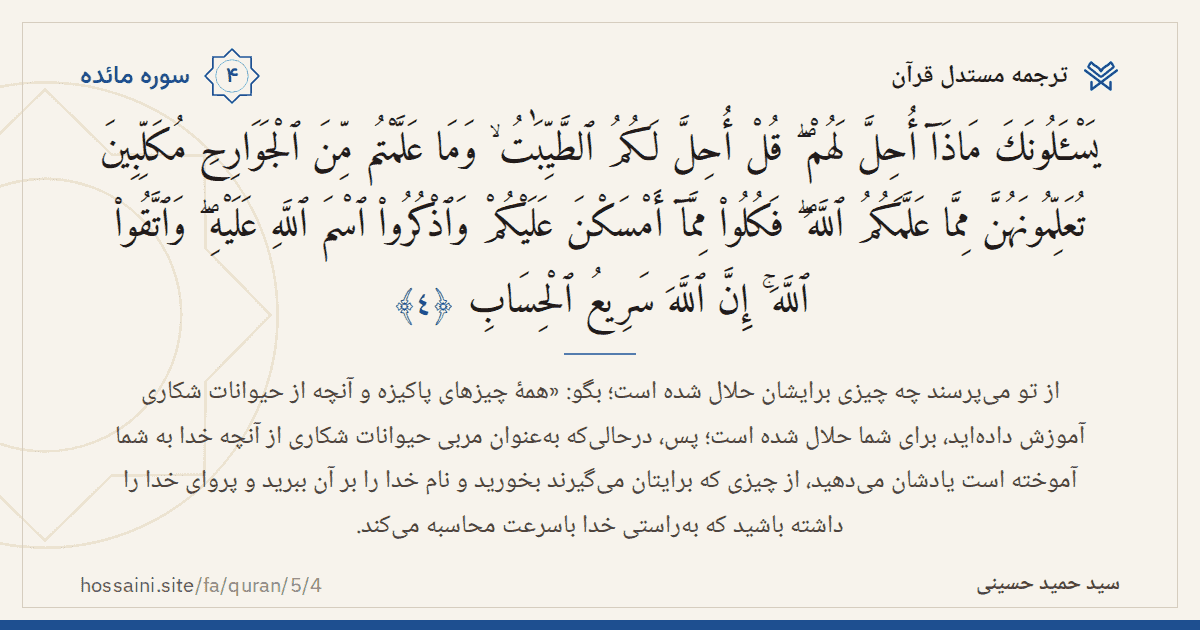 ترجمه مستدل قرآن
سوره مائده ۴
يَسْـَٔلُونَكَ مَاذَآ أُحِلَّ لَهُمْ ۖ قُلْ أُحِلَّ لَكُمُ ٱلطَّيِّبَـٰتُ ۙ وَمَا عَلَّمْتُم مِّنَ ٱلْجَوَارِحِ مُكَلِّبِينَ
تُعَلِّمُونَهُنَّ مِمَّا عَلَّمَكُمُ ٱللَّهُ ۖ فَكُلُوا۟ مِمَّآ أَمْسَكْنَ عَلَيْكُمْ وَٱذْكُرُوا۟ ٱسْمَ ٱللَّهِ عَلَيْهِ ۖ وَٱتَّقُوا۟
ٱللَّهَ ۚ إِنَّ ٱللَّهَ سَرِيعُ ٱلْحِسَابِ ﴿٤﴾
از تو می‌پرسند چه چیزی برایشان حلال شده است؛ بگو: «همهٔ چیزهای پاکیزه و آنچه از حیوانات شکاری
آموزش داده‌اید، برای شما حلال شده است؛ پس، درحالی‌که به‌عنوان مربی حیوانات شکاری از آنچه خدا به شما
آموخته است یادشان می‌دهید، از چیزی که برایتان می‌گیرند بخورید و نام خدا را بر آن ببرید و پروای خدا را
داشته باشید که به‌راستی خدا باسرعت محاسبه می‌کند.
سید حمید حسینی
hossaini.site/fa/quran/5/4